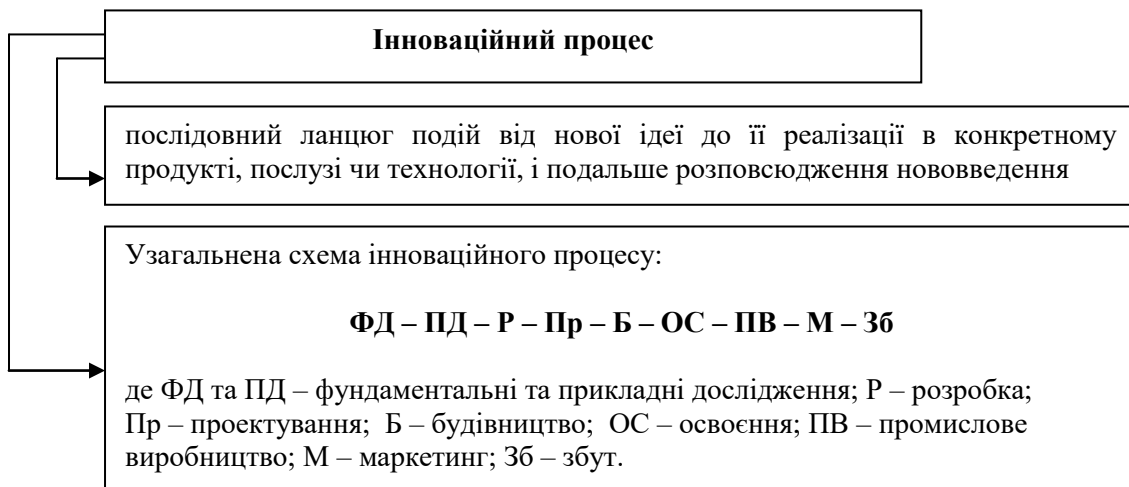 Інноваційний процес
послідовний ланцюг подій від нової ідеї до її реалізації в конкретному
продукті, послузі чи технології, і подальше розповсюдження нововведення
Узагальнена схема інноваційного процесу:
ФД – ПД – Р – Пр – Б – ОС – ПВ – М – Зб
де ФД та ПД – фундаментальні та прикладні дослідження; Р – розробка;
Пр – проектування; Б – будівництво; ОС – освоєння; ПВ – промислове
виробництво; М – маркетинг; Зб – збут.